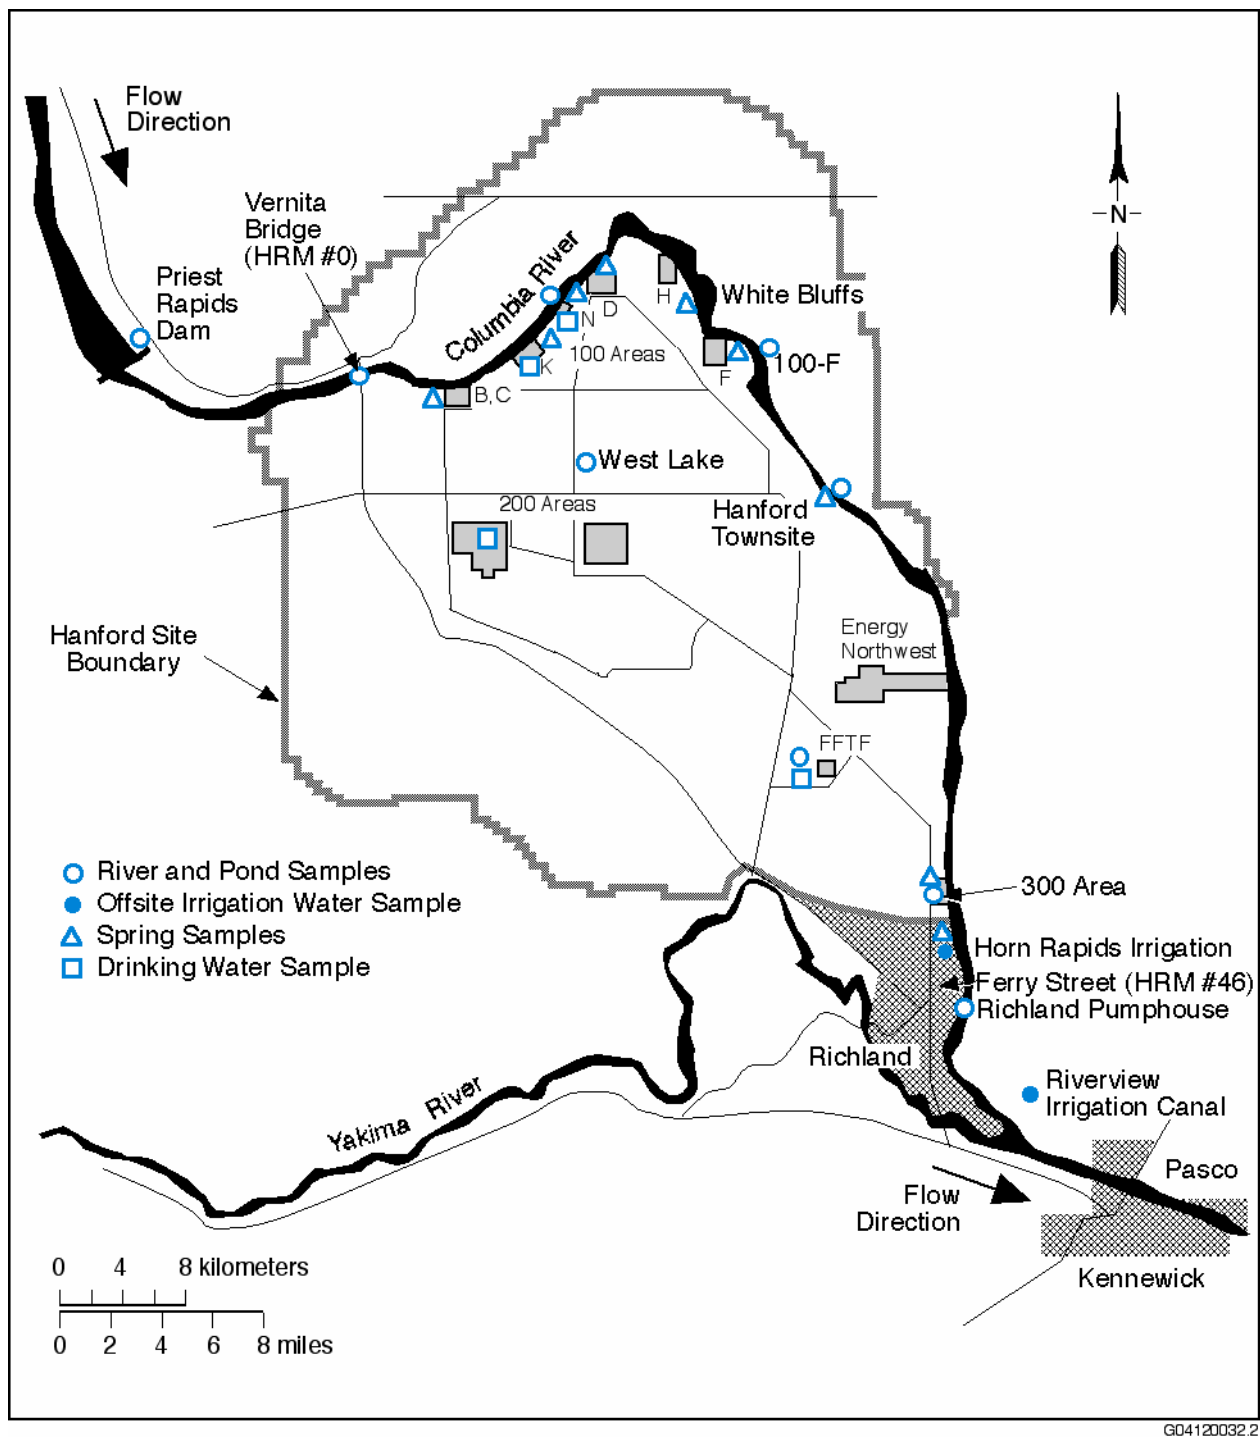 Flow
Direction
Vernita
Bridge
(HRM #0)
Priest
Rapids
Dam
Columbia River
N
White Bluffs
H
D
N
100 Areas
K
F
100-F
B,C
West Lake
200 Areas
Hanford
Townsite
Hanford Site
Boundary
Energy
Northwest
FFTF
River and Pond Samples
Offsite Irrigation Water Sample
Spring Samples
Drinking Water Sample
300 Area
Horn Rapids Irrigation
Ferry Street (HRM #46)
Richland Pumphouse
Richland
Riverview
Irrigation Canal
Yakima River
Pasco
Flow
Direction
Kennewick
0 4 8 kilometers
0 2 4 6 8 miles
G04120032.2